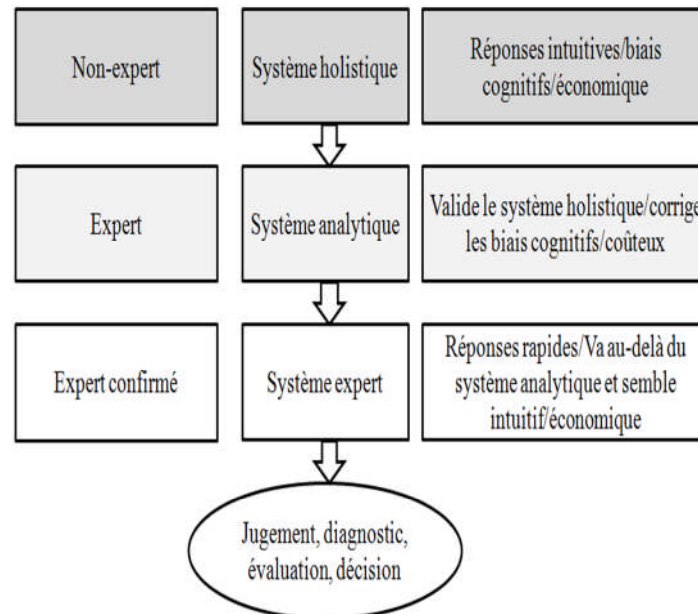 Non-expert
Système holistique
Réponses intuitives/biais
cognitifs/économique
Expert
Système analytique
Valide le système holistique/corrige
les biais cognitifs/coûteux
Expert confirmé
Système expert
Réponses rapides/Va au-delà du
système analytique et semble
intuitif/économique
Jugement, diagnostic,
évaluation, décision